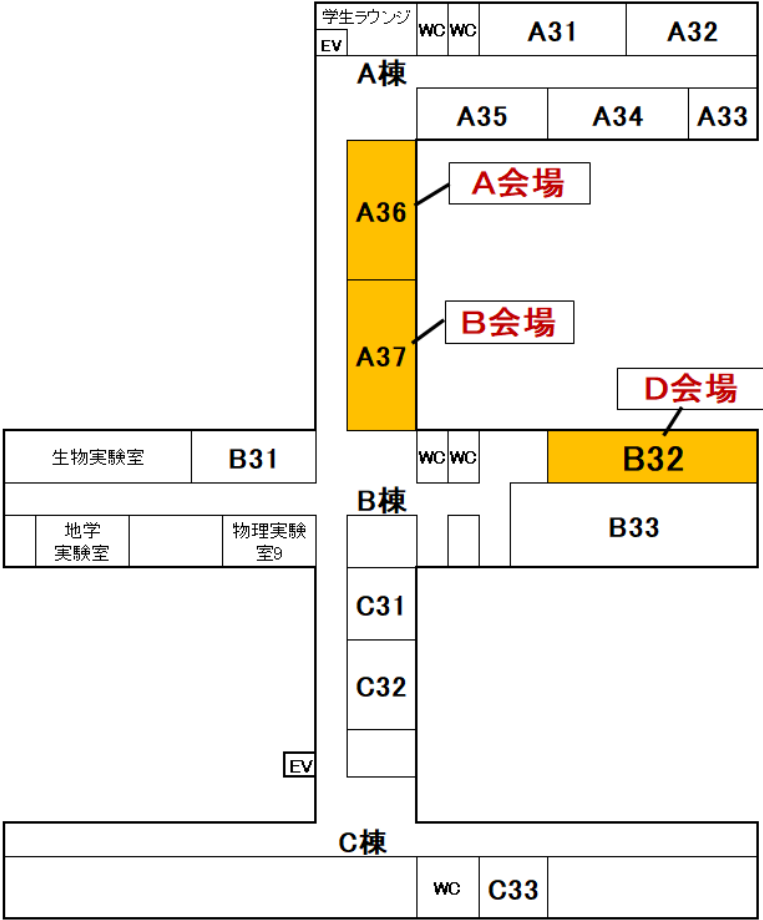 学生ラウンジ
EV
WC
WC
A31
A32
A棟
A35
A34
A33
A36
A会場
A37
B会場
D会場
生物実験室
B31
WC
WC
B32
B棟
地学
実験室
物理実験
室9
B33
C31
C32
EV
C棟
WC
C33